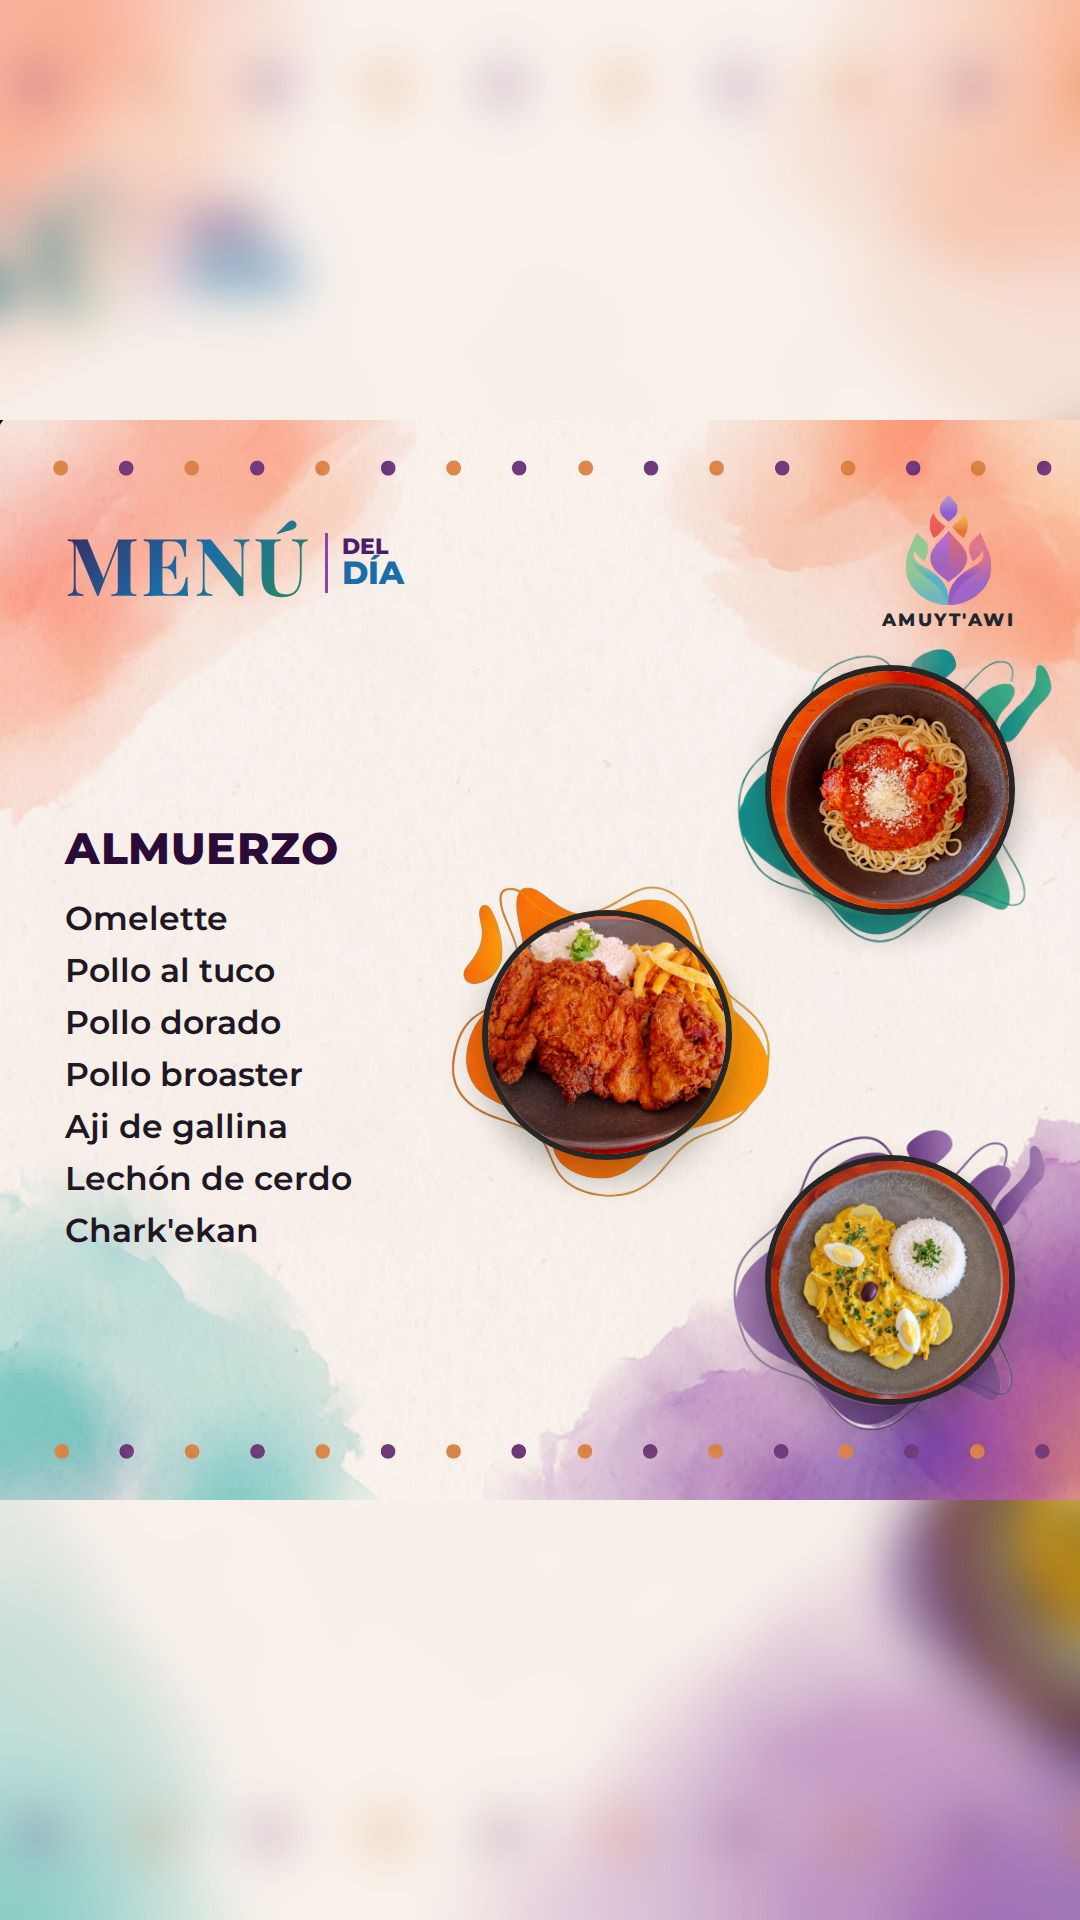 MENÚ
DEL
DÍA
AMUYT'AWI
ALMUERZO
Omelette
Pollo al tuco
Pollo dorado
Pollo broaster
Aji de gallina
Lechón de cerdo
Chark'ekan